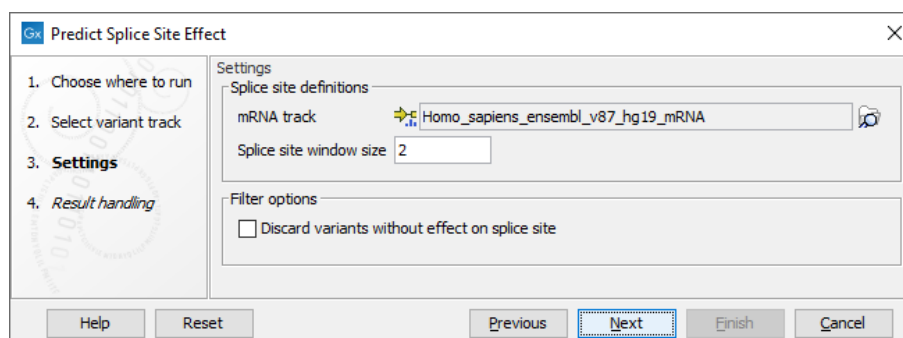 Gx Predict Splice Site Effect
1. Choose where to run
2. Select variant track
3. Settings
4. Result handling
Settings
Splice site definitions
mRNA track Homo_sapiens_ensembl_v87_hg19_mRNA
Splice site window size 2
Filter options
Discard variants without effect on splice site
Help Reset Previous Next Finish Cancel